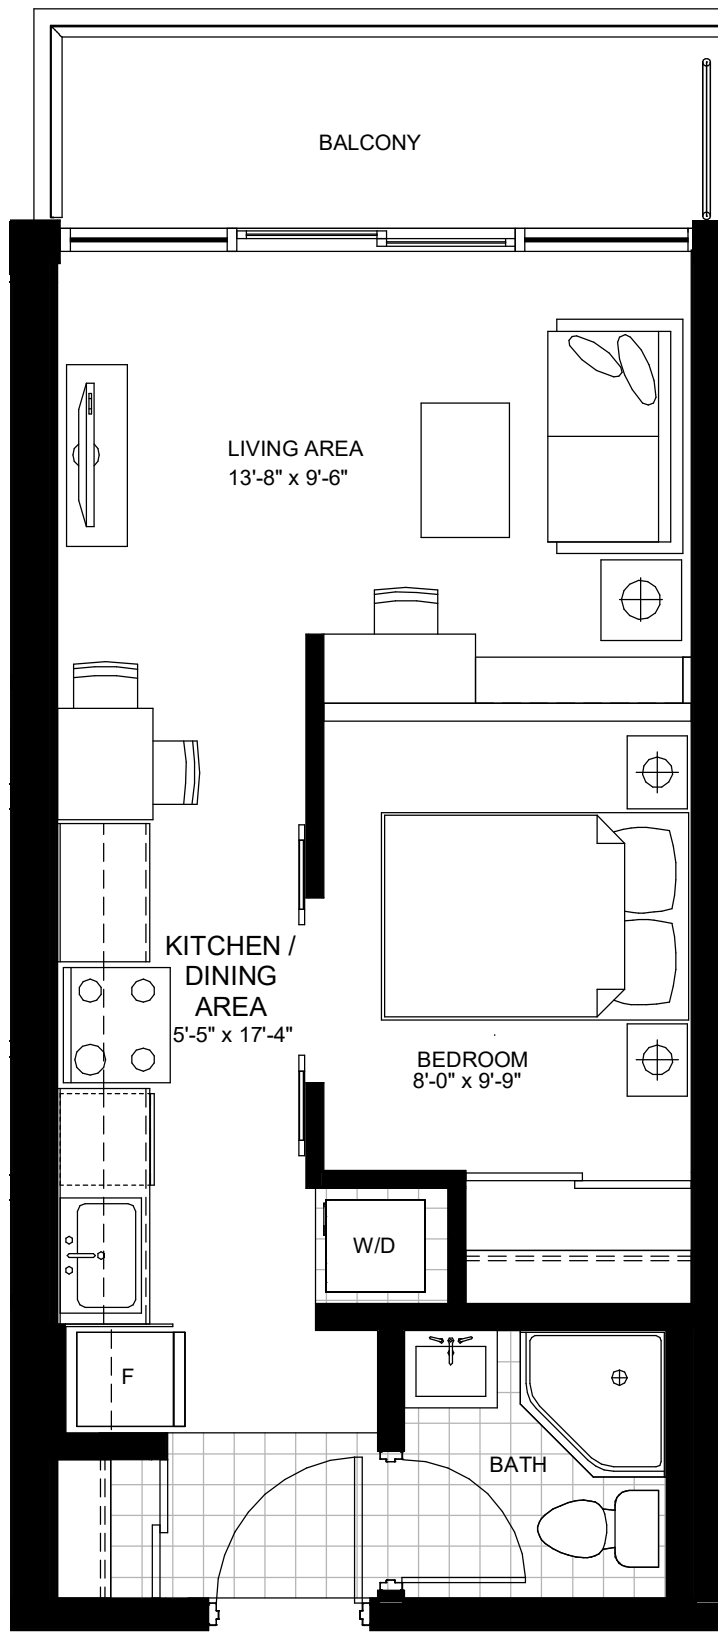 BALCONY
LIVING AREA
13'-8" x 9'-6"
KITCHEN /
DINING
AREA
5'-5" x 17'-4"
BEDROOM
8'-0" x 9'-9"
W/D
F
BATH